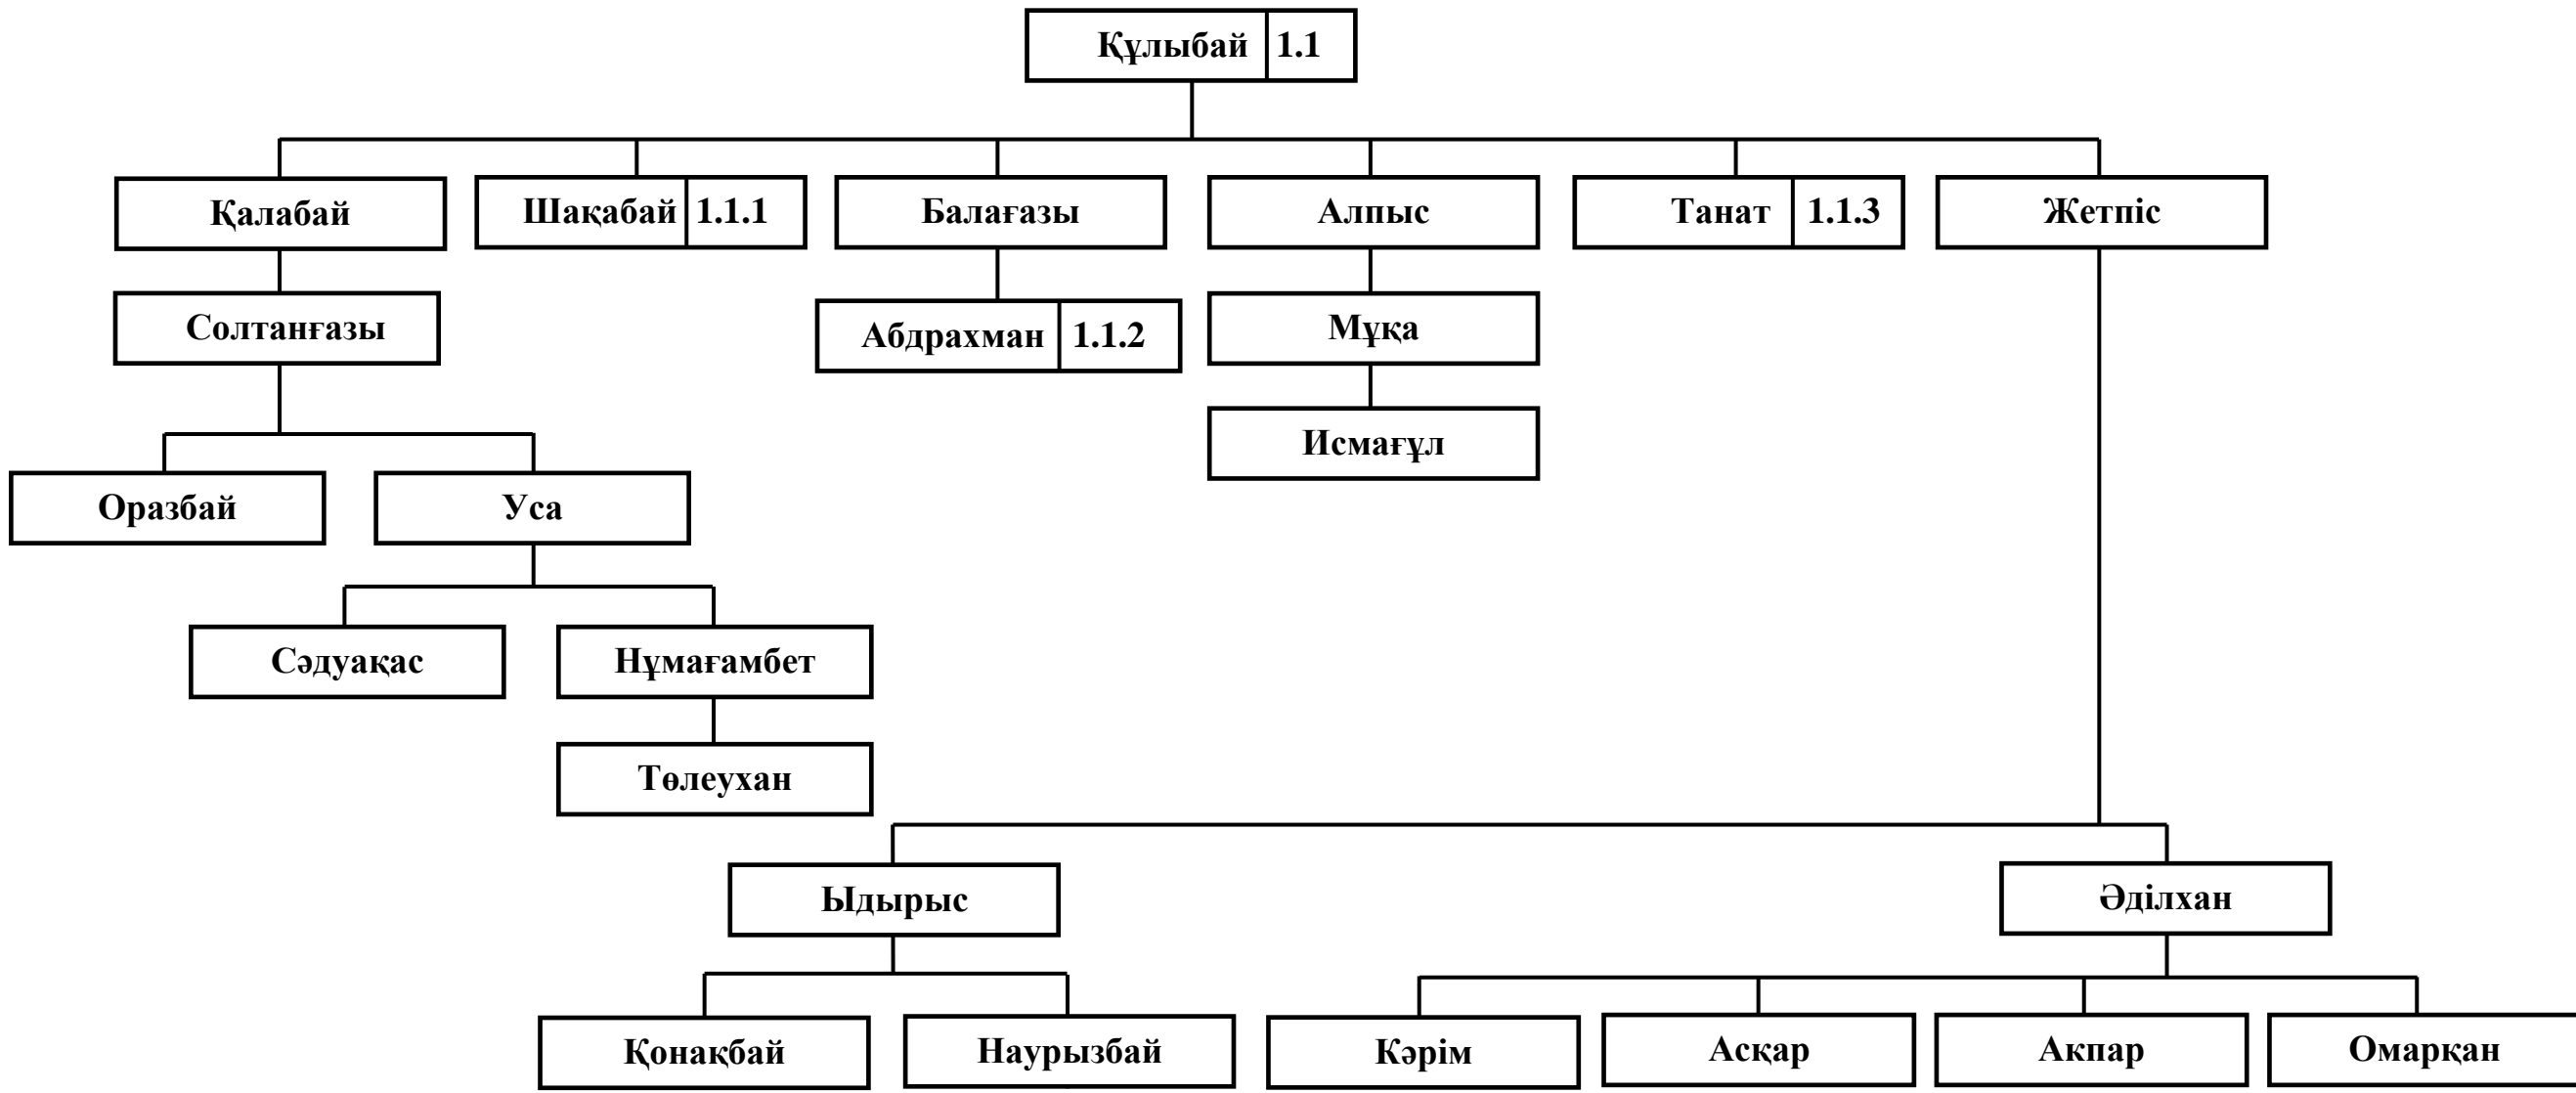 Құлыбай 1.1
Қалабай
Шақабай 1.1.1
Балағазы
Алпыс
Танат 1.1.3
Жетпіс
Солтанғазы
Абдрахман 1.1.2
Мұқа
Исмағұл
Оразбай
Уса
Сәдуақас
Нұмағамбет
Төлеухан
Ыдырыс
Әділхан
Қонақбай
Наурызбай
Кәрім
Асқар
Акпар
Омарқан